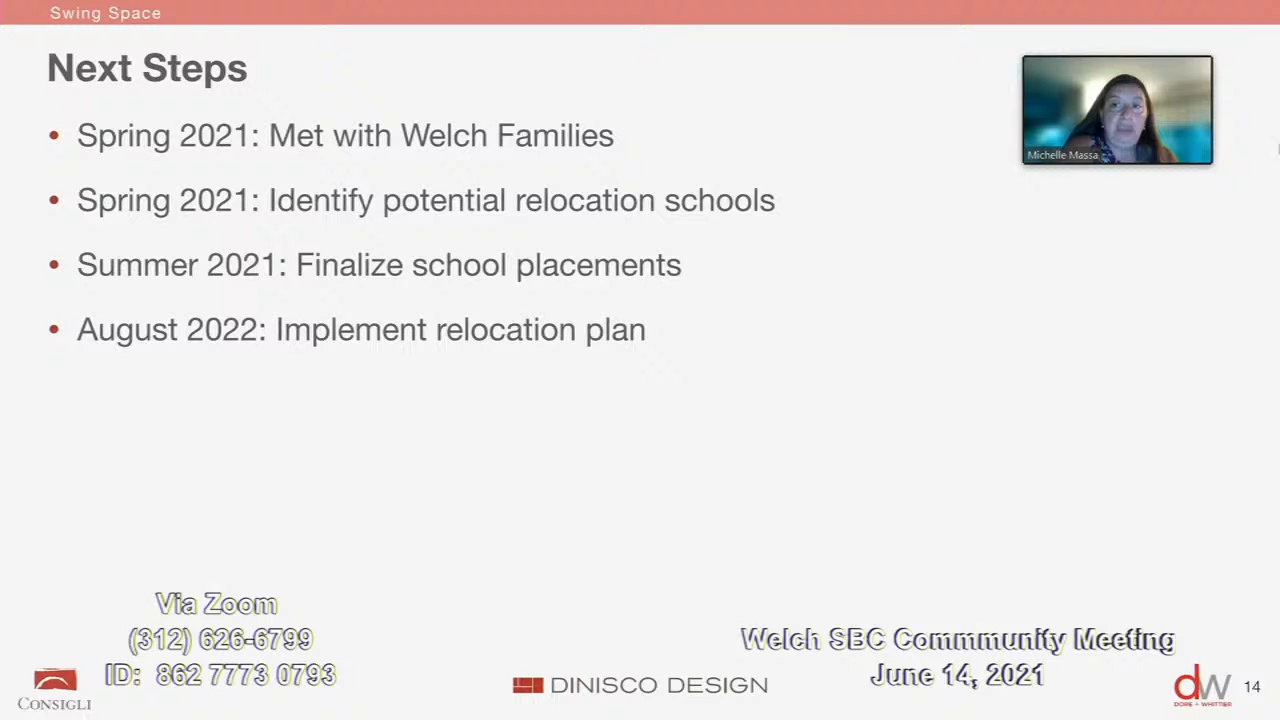 Swing Space
Next Steps
• Spring 2021: Met with Welch Families
• Spring 2021: Identify potential relocation schools
• Summer 2021: Finalize school placements
• August 2022: Implement relocation plan
Michelle Massa
Via Zoom
(312) 626-6799
ID: 862 7773 0793
Welch SBC Commmunity Meeting
June 14, 2021
CONSIGLI
DINISCO DESIGN
dW
DORE + WHITTIER
14